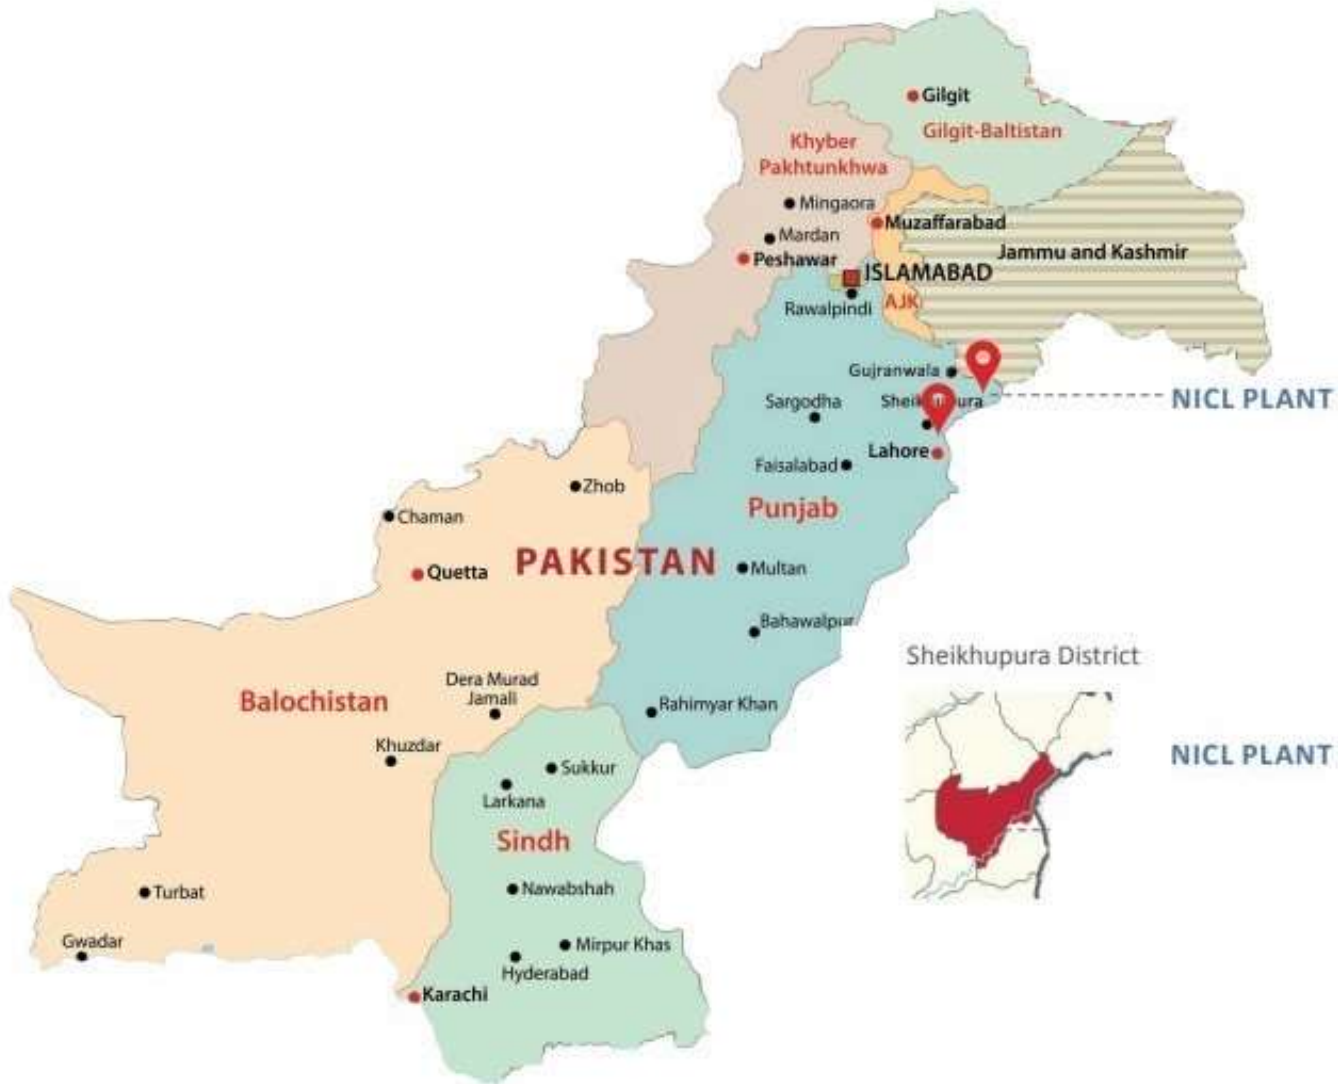 Gilgit
Gilgit-Baltistan
Khyber
Pakhtunkhwa
Mingaora
Muzaffarabad
Mardan
Jammu and Kashmir
Peshawar
ISLAMABAD
AJK
Rawalpindi
Gujranwala
NICL PLANT
Sargodha
Lahore
Faisalabad
Zhob
Punjab
Chaman
PAKISTAN
Multan
Quetta
Bahawalpur
Sheikhupura District
Dera Murad
Jamali
Balochistan
Rahimyar Khan
Khuzdar
NICL PLANT
Sukkur
Larkana
Sindh
Nawabshah
Turbat
Gwadar
Mirpur Khas
Hyderabad
Karachi